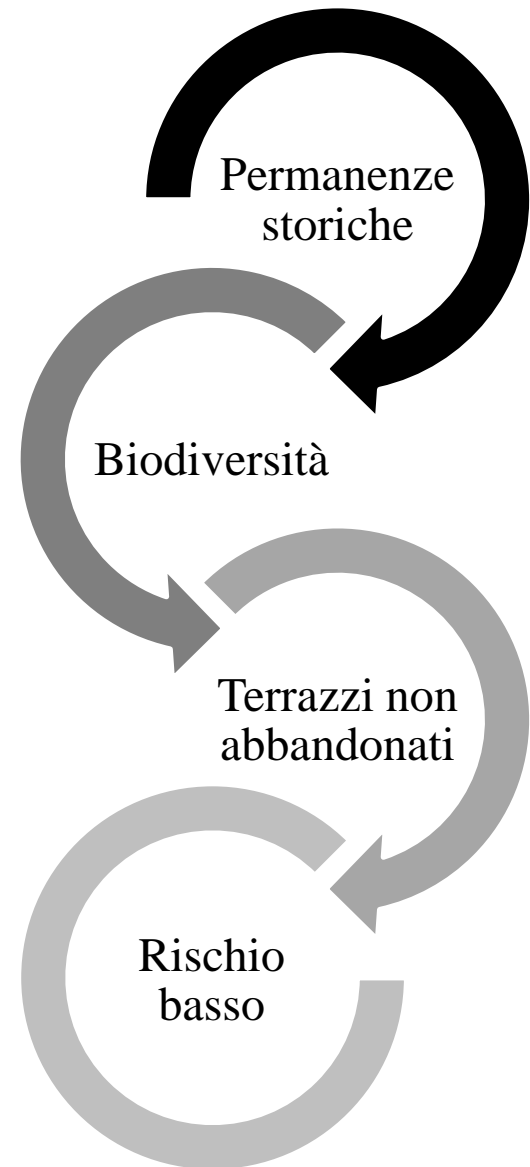 Permanenze
storiche
Biodiversità
Terrazzi non
abbandonati
Rischio
basso